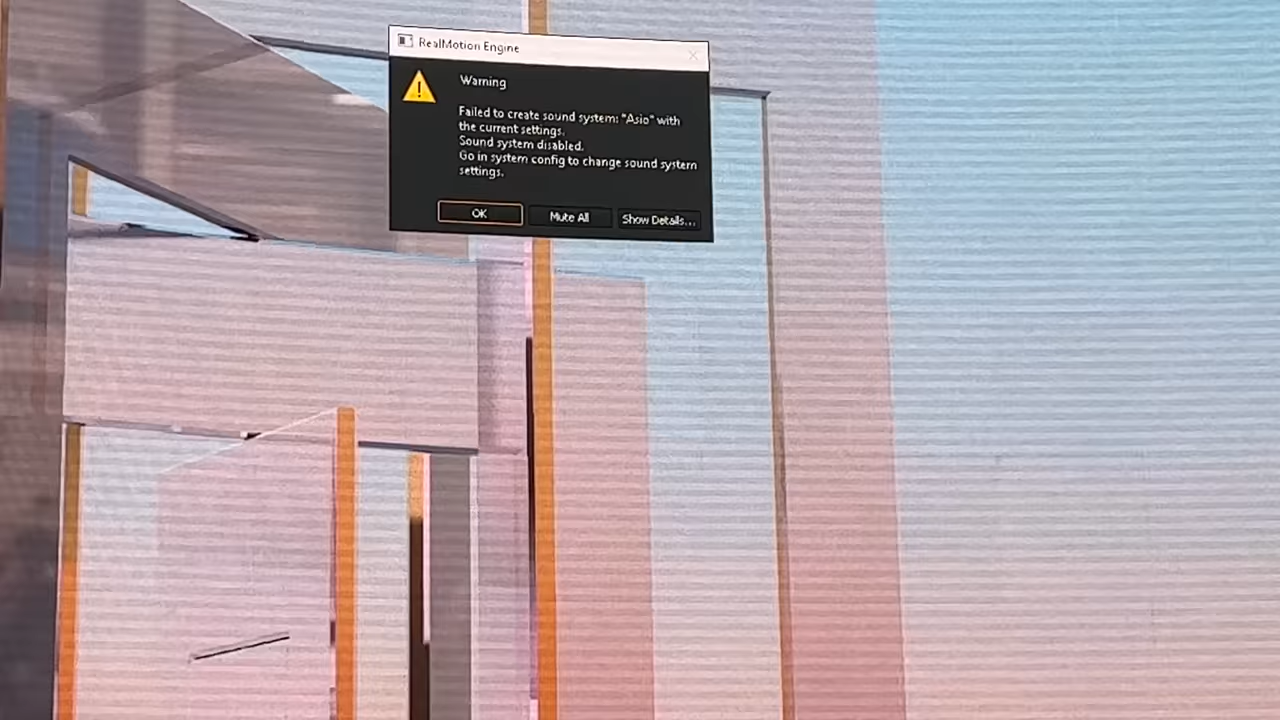 RealMotion Engine
Warning
Failed to create sound system: "Asio" with
the current settings.
Sound system disabled.
Go in system config to change sound system
settings.
OK
Mute All
Show Details...